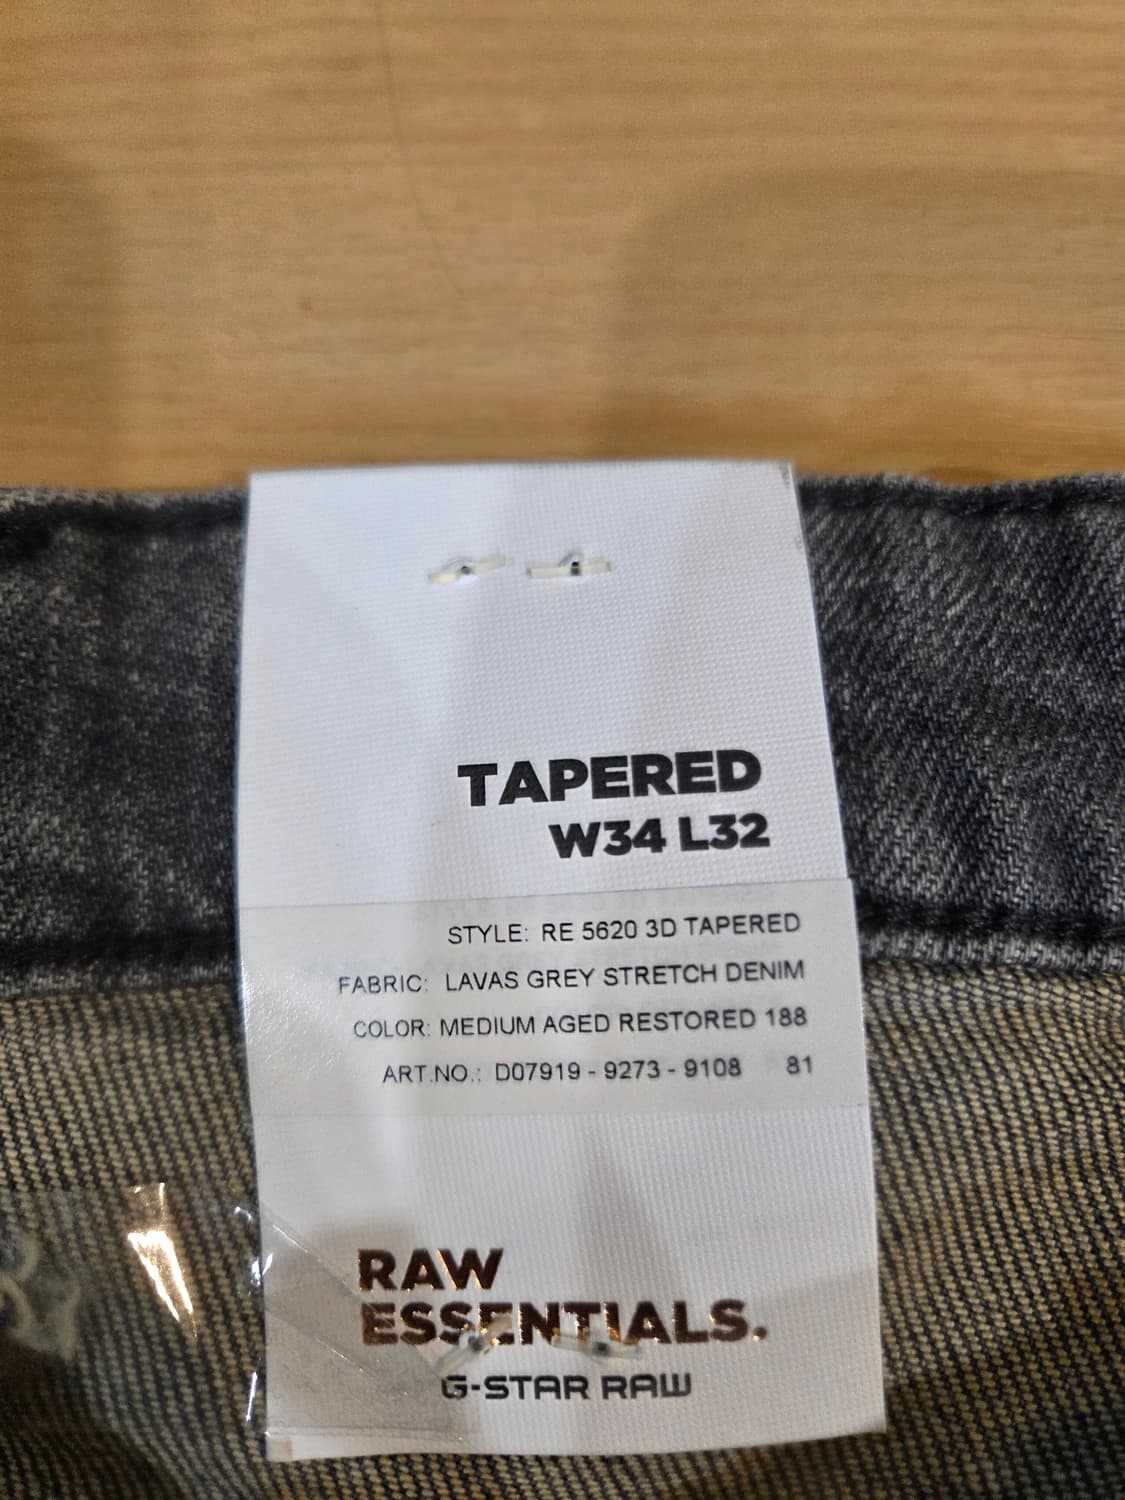 TAPERED
W34 L32
STYLE: RE 5620 3D TAPERED
FABRIC: LAVAS GREY STRETCH DENIM
COLOR: MEDIUM AGED RESTORED 188
ART.NO.: D07919 - 9273 - 9108 81
RAW
ESSENTIALS.
G-STAR RAW